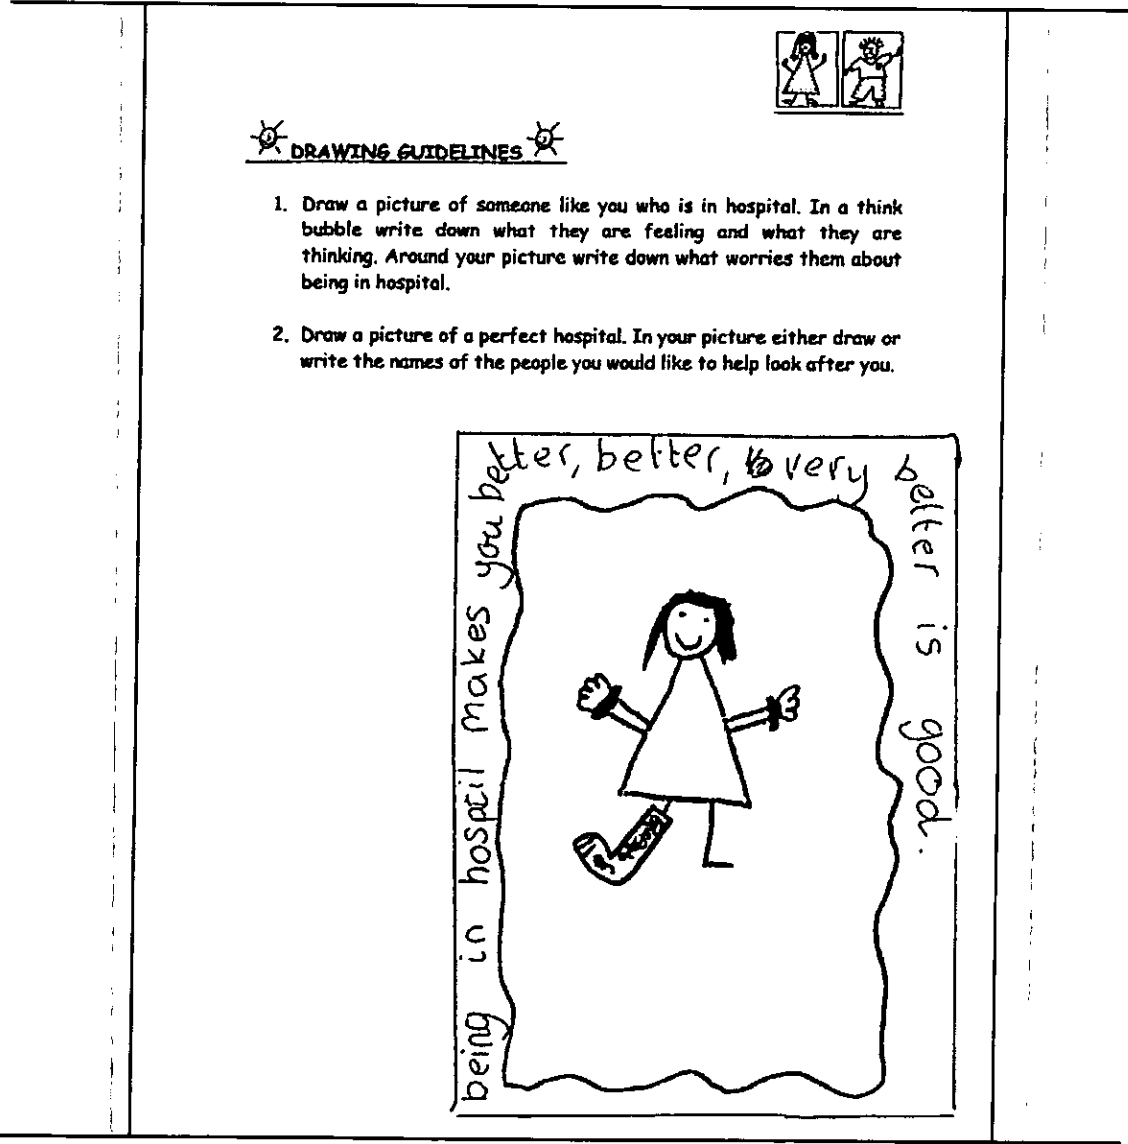 DRAWING GUIDELINES
1. Draw a picture of someone like you who is in hospital. In a think
bubble write down what they are feeling and what they are
thinking. Around your picture write down what worries them about
being in hospital.
2. Draw a picture of a perfect hospital. In your picture either draw or
write the names of the people you would like to help look after you.
being in hospcil makes you better, better, very better is good.